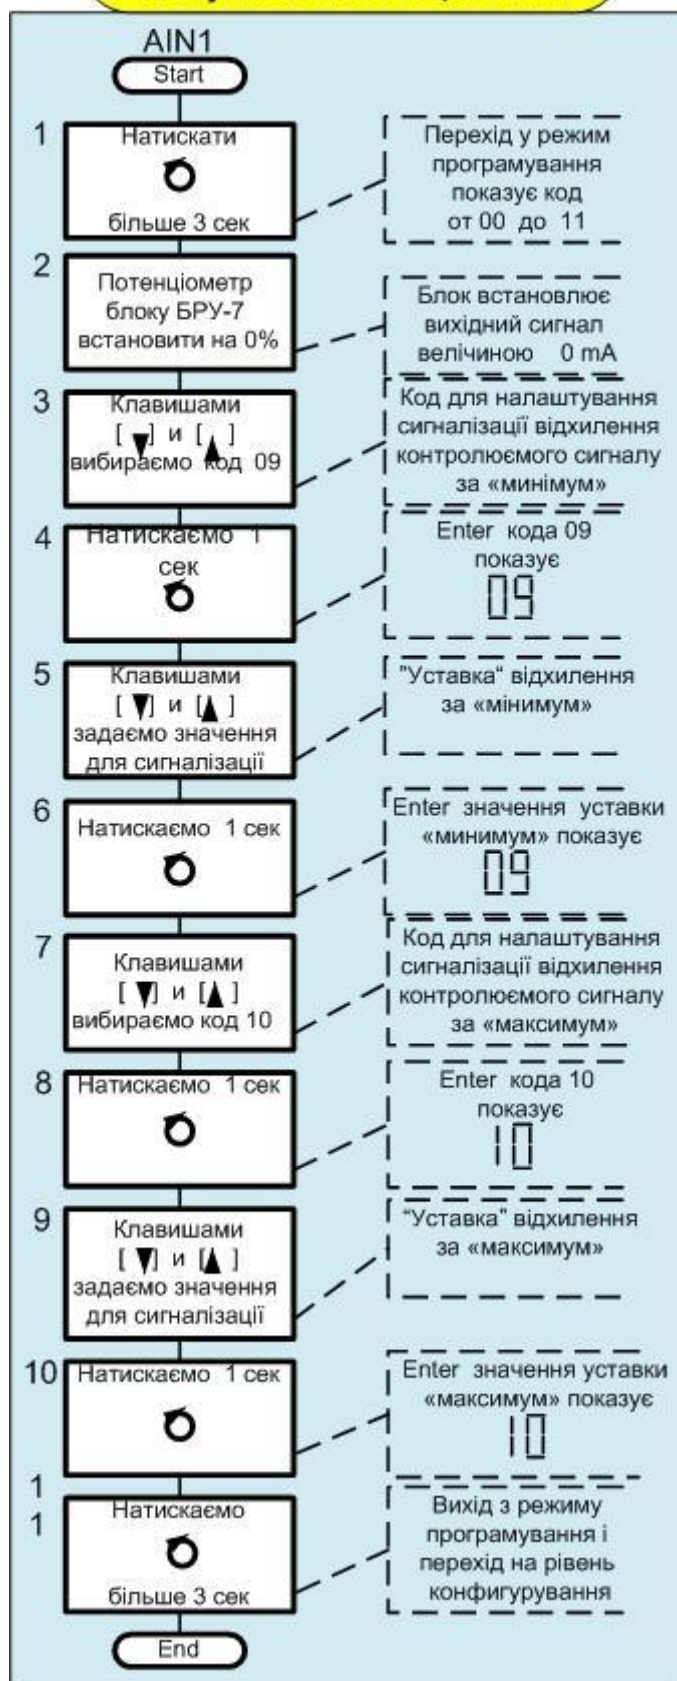 AIN1
Start
1
Натискати
більше 3 сек
Перехід у режим
програмування
показує код
от 00 до 11
2
Потенціометр
блоку БРУ-7
встановити на 0%
Блок встановлює
вихідний сигнал
велічиною 0 mA
3
Клавишами
[ ▼] и [▲ ]
вибираємо код 09
Код для налаштування
сигналізації відхилення
контролюємого сигналу
за «минімум»
4
Натискаємо 1
сек
Enter кода 09
показує
09
5
Клавишами
[ ▼] и [▲ ]
задаємо значення
для сигналізації
"Уставка“ відхилення
за «мінимум»
6
Натискаємо 1 сек
Enter значення уставки
«минимум» показує
09
7
Клавишами
[ ▼] и [▲ ]
вибираємо код 10
Код для налаштування
сигналізації відхилення
контролюємого сигналу
за «максимум»
8
Натискаємо 1 сек
Enter кода 10
показує
10
9
Клавишами
[ ▼] и [▲ ]
задаємо значення
для сигналізації
“Уставка” відхилення
за «максимум»
10
Натискаємо 1 сек
Enter значення уставки
«максимум» показує
10
1
1
Натискаємо
більше 3 сек
Вихід з режиму
програмування і
перехід на рівень
конфигурування
End